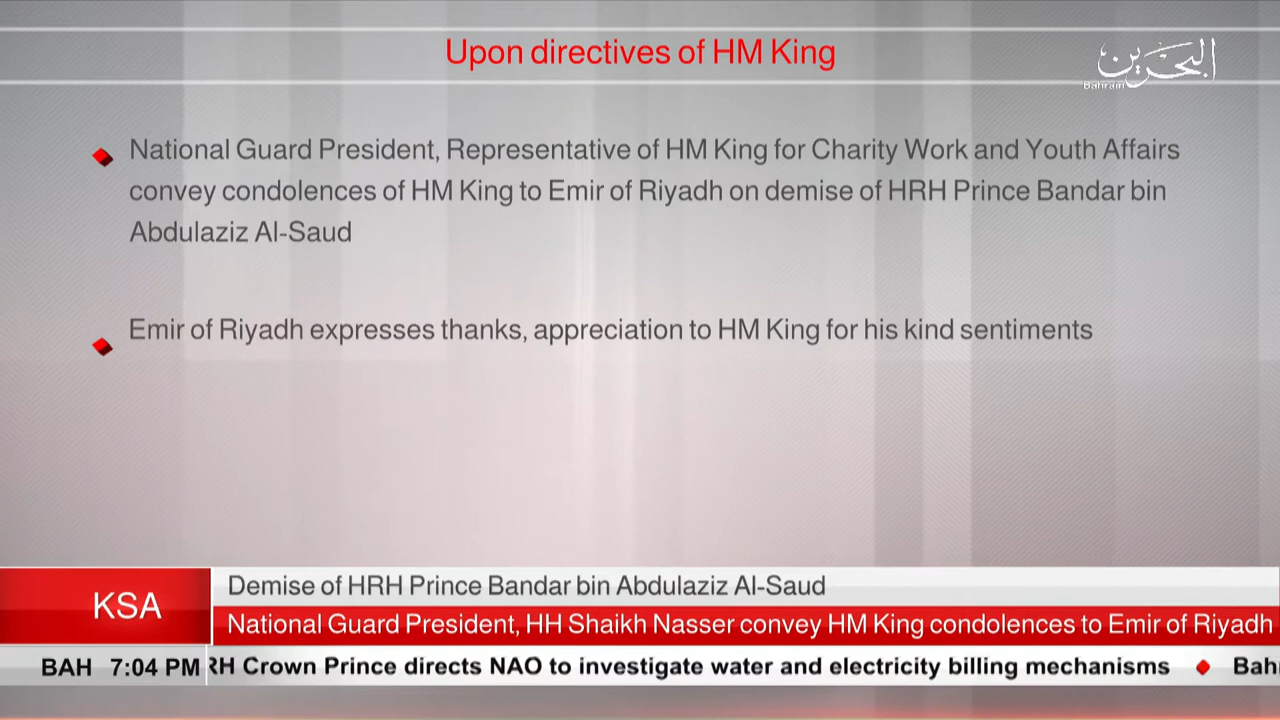 Upon directives of HM King
البحرين
Bahrain
National Guard President, Representative of HM King for Charity Work and Youth Affairs
convey condolences of HM King to Emir of Riyadh on demise of HRH Prince Bandar bin
Abdulaziz Al-Saud
Emir of Riyadh expresses thanks, appreciation to HM King for his kind sentiments
KSA
Demise of HRH Prince Bandar bin Abdulaziz Al-Saud
National Guard President, HH Shaikh Nasser convey HM King condolences to Emir of Riyadh
BAH 7:04 PM RH Crown Prince directs NAO to investigate water and electricity billing mechanisms